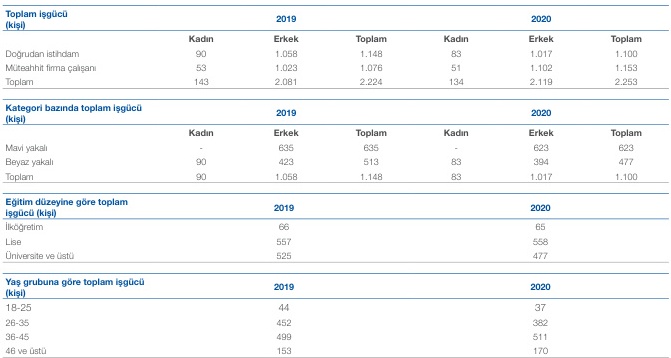 Toplam işgücü
(kişi) 2019 2020
Kadın Erkek Toplam Kadın Erkek Toplam
Doğrudan istihdam 90 1.058 1.148 83 1.017 1.100
Müteahhit firma çalışanı 53 1.023 1.076 51 1.102 1.153
Toplam 143 2.081 2.224 134 2.119 2.253
Kategori bazında toplam işgücü
(kişi) 2019 2020
Kadın Erkek Toplam Kadın Erkek Toplam
Mavi yakalı - 635 635 - 623 623
Beyaz yakalı 90 423 513 83 394 477
Toplam 90 1.058 1.148 83 1.017 1.100
Eğitim düzeyine göre toplam
işgücü (kişi) 2019 2020
İlköğretim 66 65
Lise 557 558
Üniversite ve üstü 525 477
Yaş grubuna göre toplam işgücü
(kişi) 2019 2020
18-25 44 37
26-35 452 382
36-45 499 511
46 ve üstü 153 170